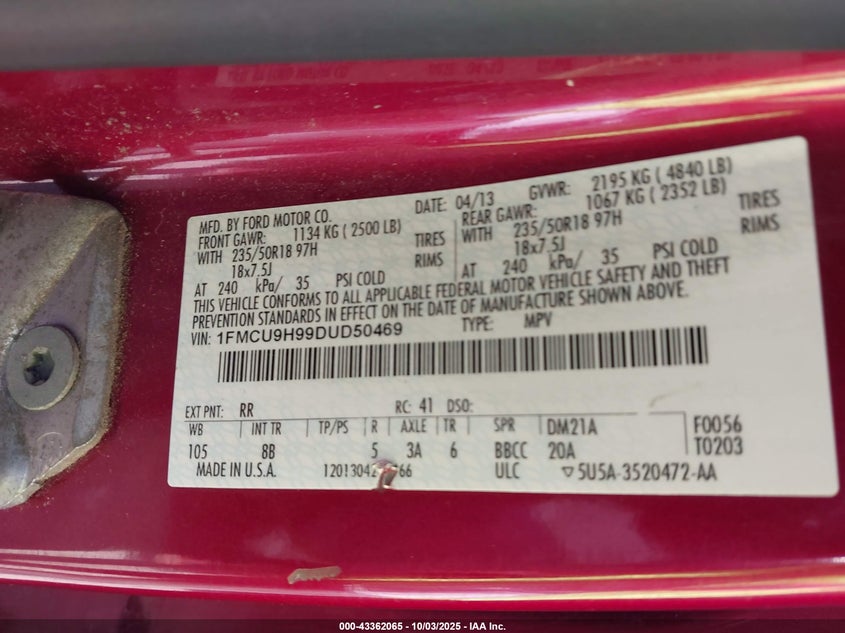 MFD. BY FORD MOTOR CO.
DATE: 04/13 GVWR: 2195 KG ( 4840 LB)
FRONT GAWR: 1134 KG ( 2500 LB) REAR GAWR: 1067 KG ( 2352 LB)
WITH 235/50R18 97H TIRES WITH 235/50R18 97H TIRES
18x7.5J RIMS 18x7.5J RIMS
AT 240 kPa/ 35 PSI COLD AT 240 kPa/ 35 PSI COLD
THIS VEHICLE CONFORMS TO ALL APPLICABLE FEDERAL MOTOR VEHICLE SAFETY AND THEFT
PREVENTION STANDARDS IN EFFECT ON THE DATE OF MANUFACTURE SHOWN ABOVE.
VIN: 1FMCU9H99DUD50469 TYPE: MPV
EXT PNT: RR RC: 41 DSO:
WB INT TR TP/PS R AXLE TR SPR DM21A F0056
105 8B 5 3A 6 BBCC 20A T0203
MADE IN U.S.A. ULC ▽5U5A-3520472-AA
000-43362065 - 10/03/2025 - IAA Inc.